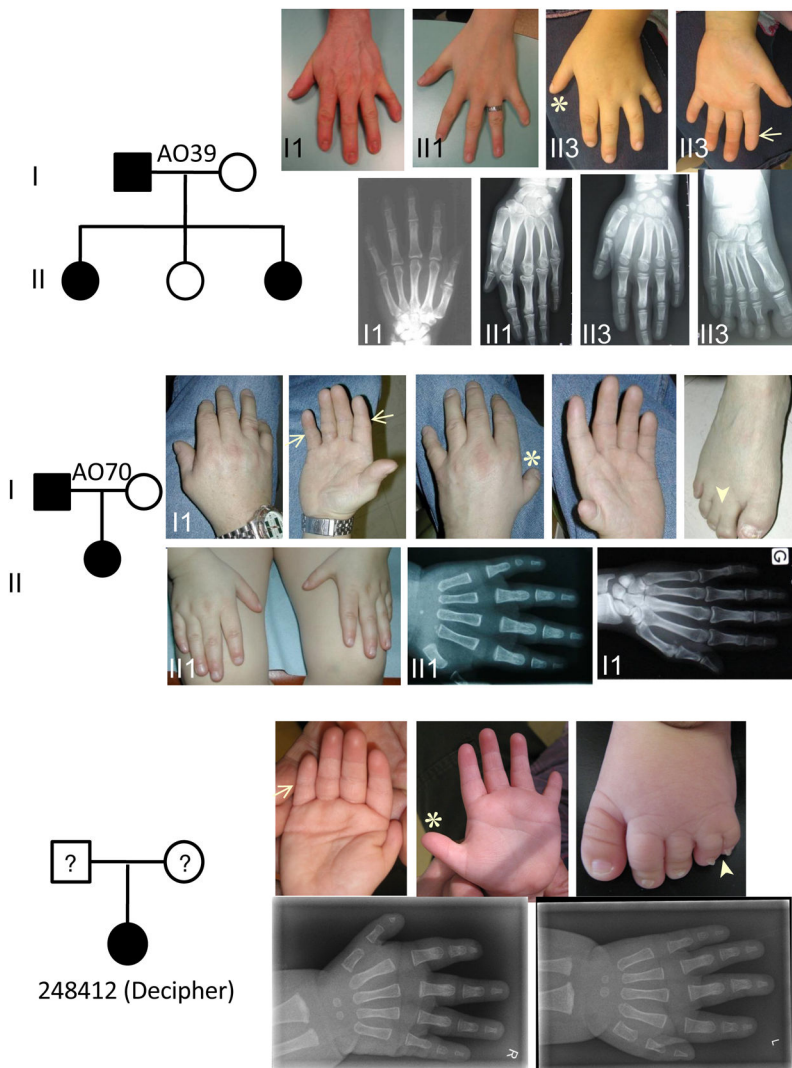 AO39
I
II
I1
II1
II3
II3
*
I1
II1
II3
II3
AO70
I
II
I1
*
II1
II1
G
I1
?
?
248412 (Decipher)
*
R
L